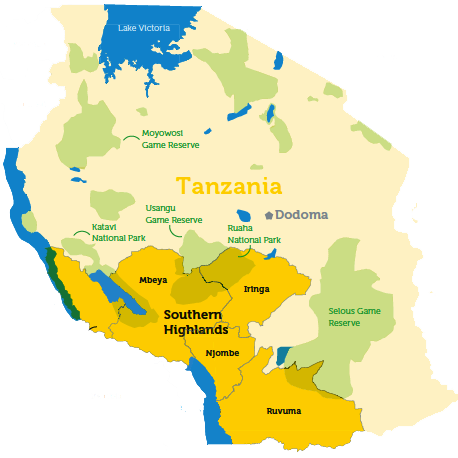 Lake Victoria
Moyowosi
Game Reserve
Tanzania
Usangu
Game Reserve
Dodoma
Katavi
National Park
Ruaha
National Park
Mbeya
Iringa
Southern
Highlands
Selous Game
Reserve
Njombe
Ruvuma